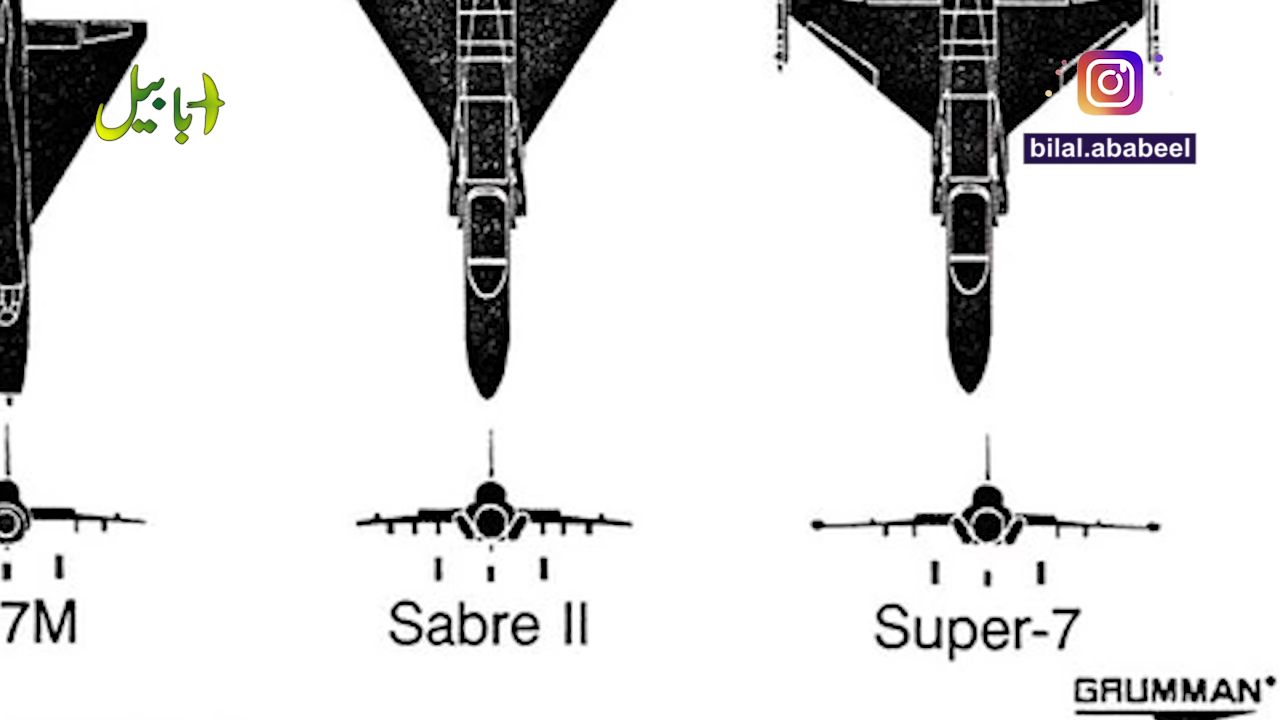 ابابیل
bilal.ababeel
7M
Sabre II
Super-7
GRUMMAN